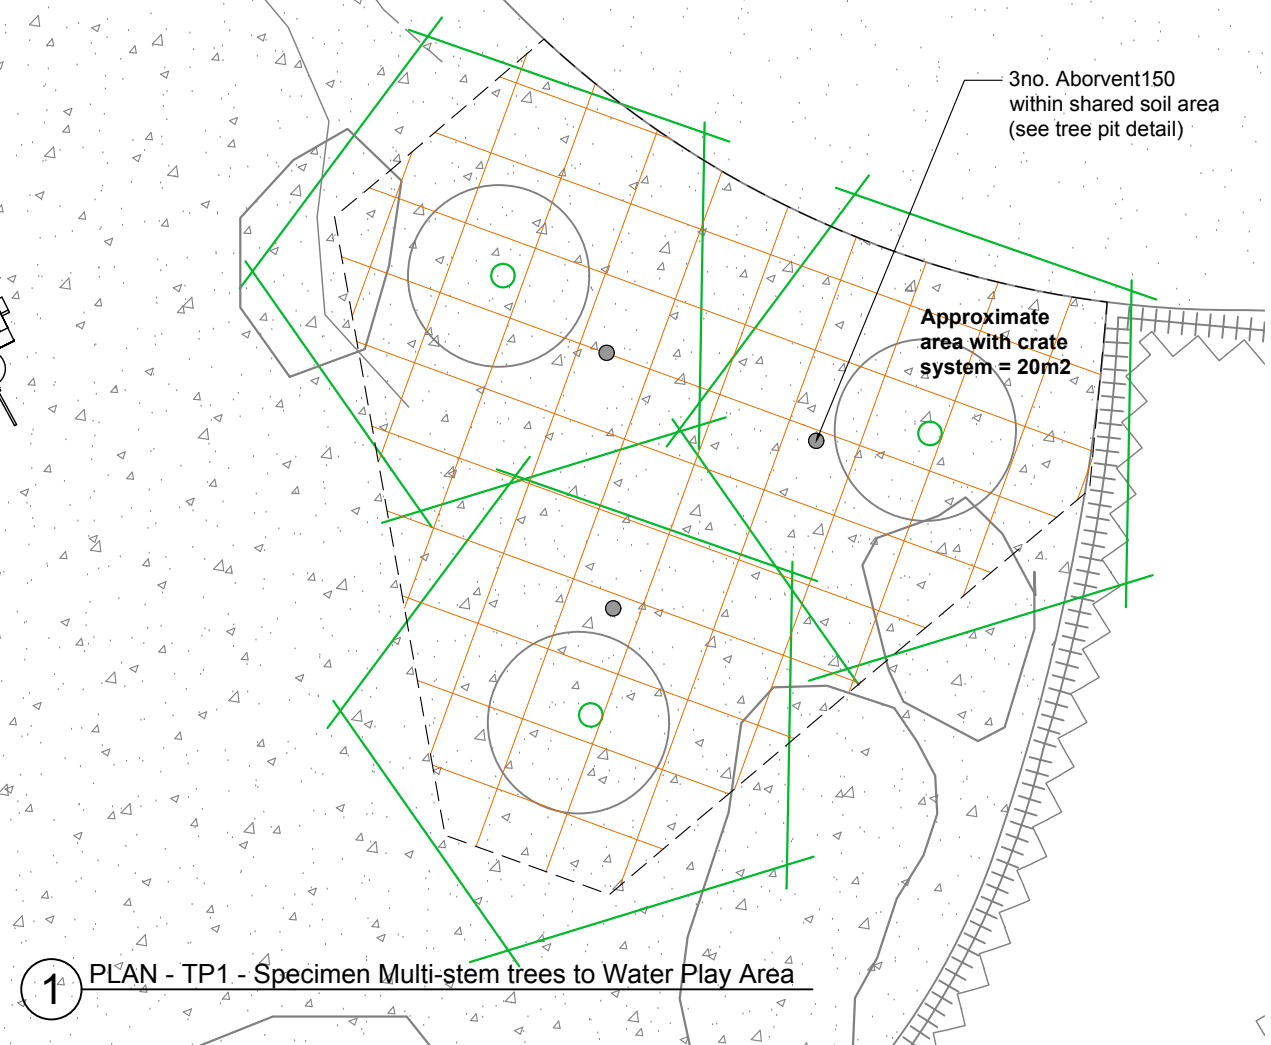 3no. Aborvent150
within shared soil area
(see tree pit detail)
Approximate
area with crate
system = 20m2
1
PLAN - TP1 - Specimen Multi-stem trees to Water Play Area